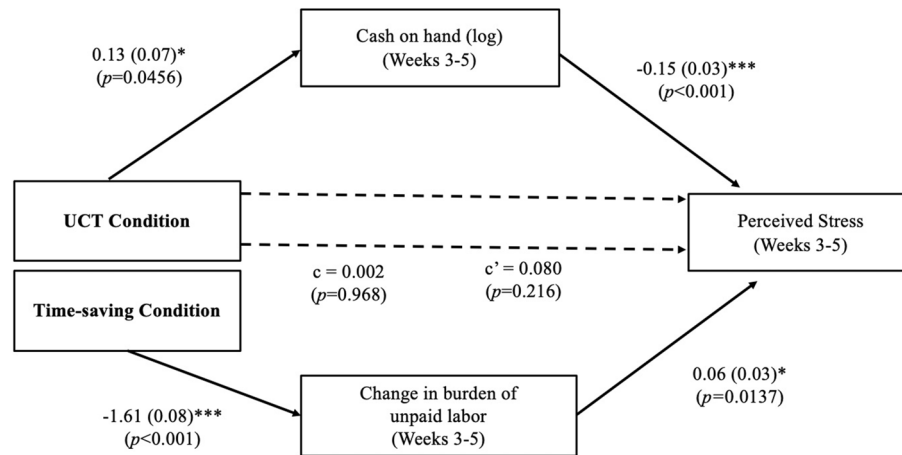 Cash on hand (log)
(Weeks 3-5)
0.13 (0.07)*
(p=0.0456)
-0.15 (0.03)***
(p<0.001)
UCT Condition
Perceived Stress
(Weeks 3-5)
c = 0.002
(p=0.968)
c’ = 0.080
(p=0.216)
Time-saving Condition
-1.61 (0.08)***
(p<0.001)
Change in burden of
unpaid labor
(Weeks 3-5)
0.06 (0.03)*
(p=0.0137)